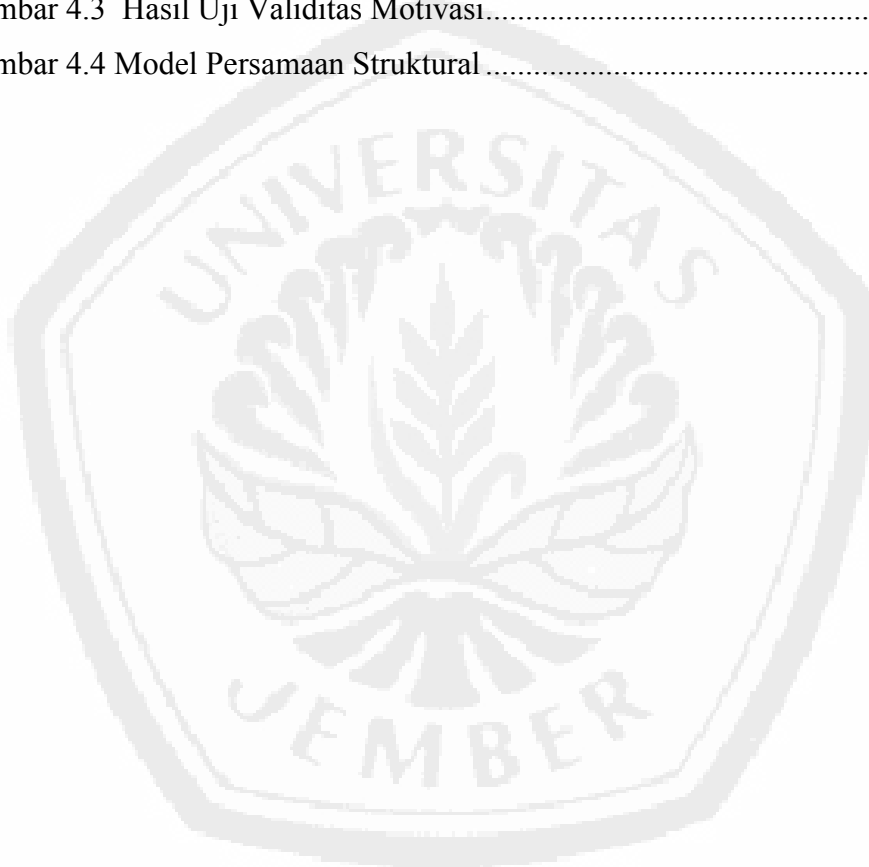 mbar 4.3  Hasil Uji Validitas Motivasi..................................................
mbar 4.4 Model Persamaan Struktural ..................................................
UNIVERSITAS
JEMBER